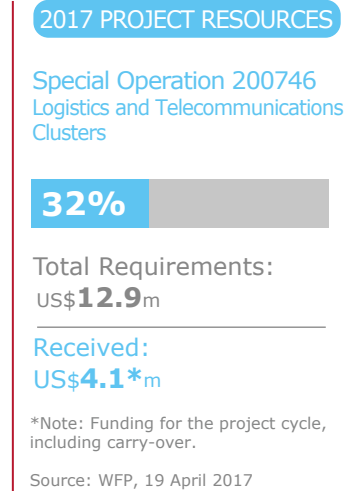 2017 PROJECT RESOURCES
Special Operation 200746
Logistics and Telecommunications
Clusters
32%
Total Requirements:
US$12.9m
Received:
US$4.1*m
*Note: Funding for the project cycle,
including carry-over.
Source: WFP, 19 April 2017